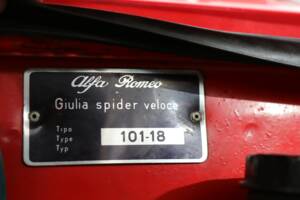 Alfa Romeo
Giulia spider veloce
Tipo
Type 101-18
Typ